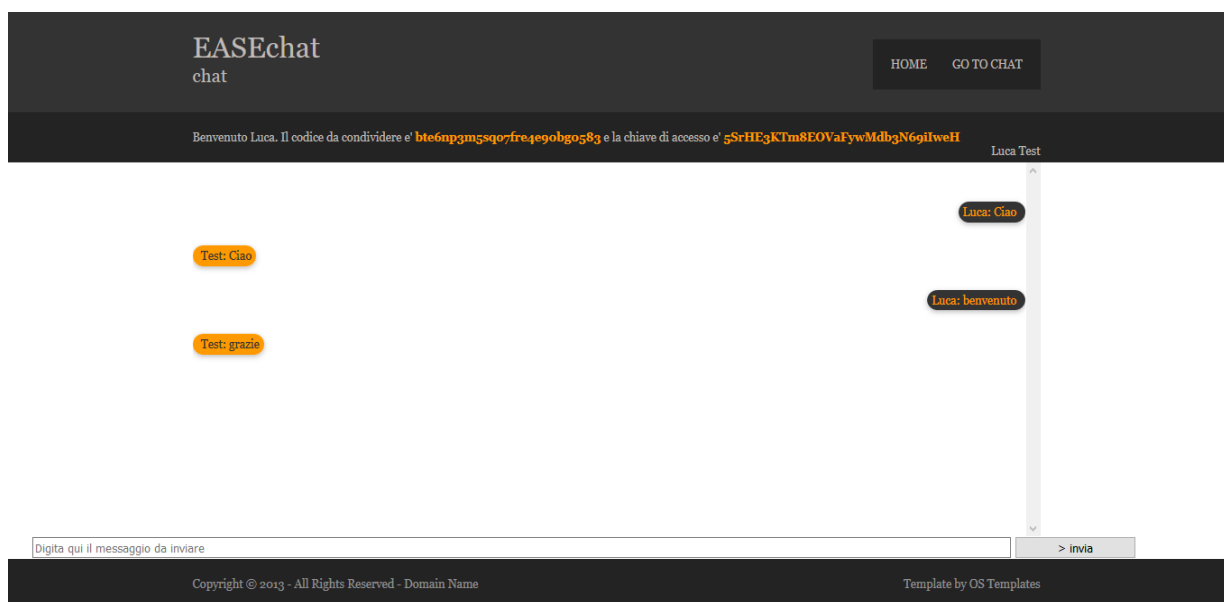 EASEchat
chat
HOME GO TO CHAT
Benvenuto Luca. Il codice da condividere e' bte6np3m5sqo7fre4e90bg0583 e la chiave di accesso e' 5SrHE3KTm8EOVaFywMdb3N69iIweH
Luca Test
Luca: Ciao
Test: Ciao
Luca: benvenuto
Test: grazie
Digita qui il messaggio da inviare
> invia
Copyright © 2013 - All Rights Reserved - Domain Name
Template by OS Templates